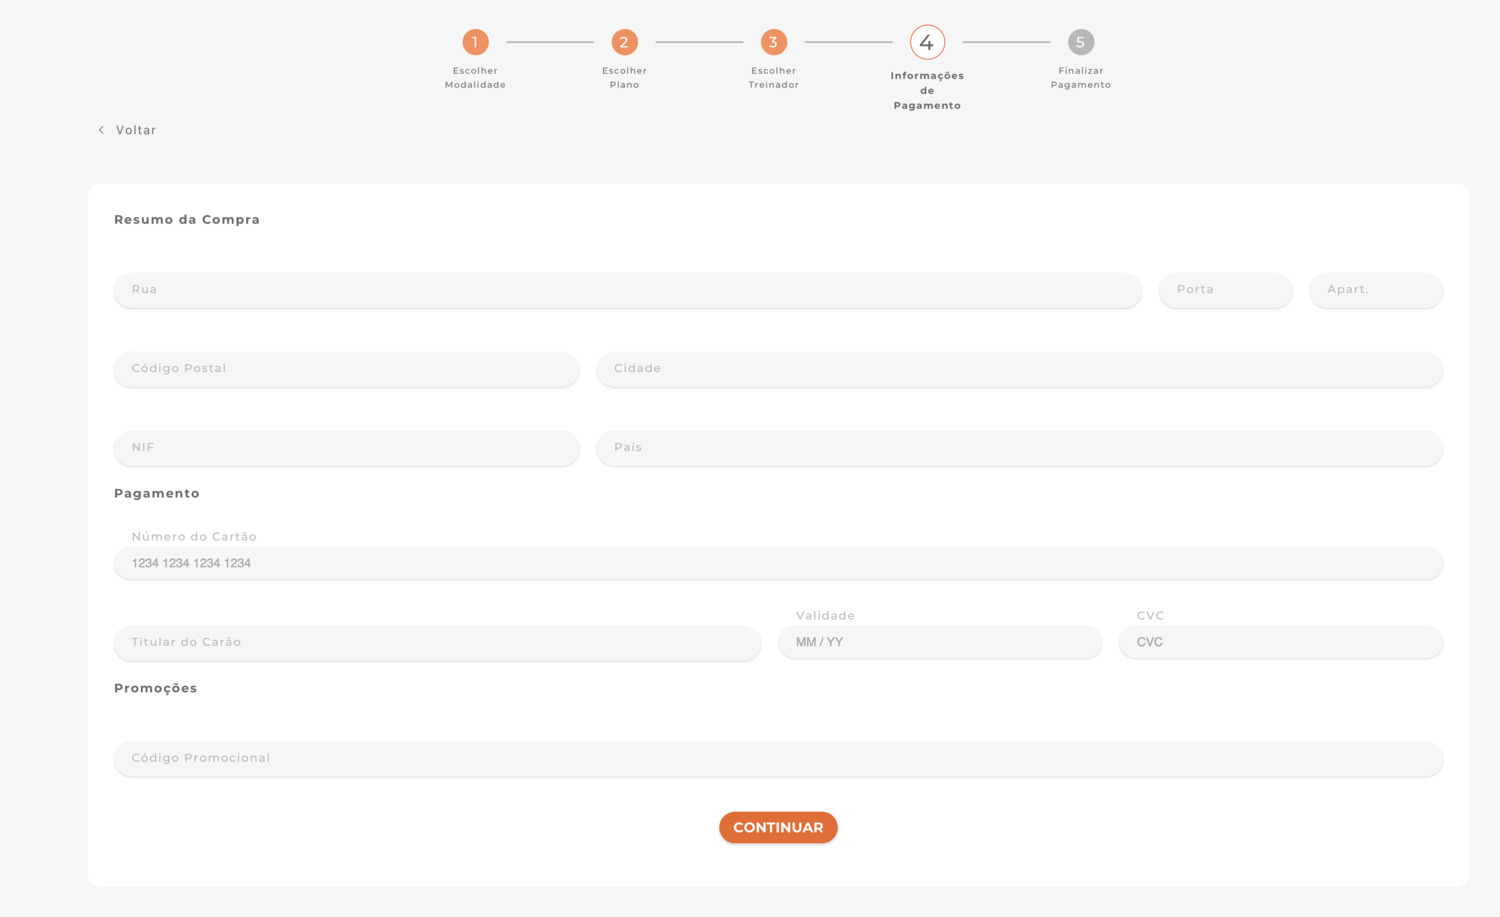 1
2
3
4
5
Escolher
Modalidade
Escolher
Plano
Escolher
Treinador
Informações
de
Pagamento
Finalizar
Pagamento
Voltar
Resumo da Compra
Rua
Porta
Apart.
Código Postal
Cidade
NIF
País
Pagamento
Número do Cartão
1234 1234 1234 1234
Validade
CVC
Titular do Carão
MM / YY
CVC
Promoções
Código Promocional
CONTINUAR